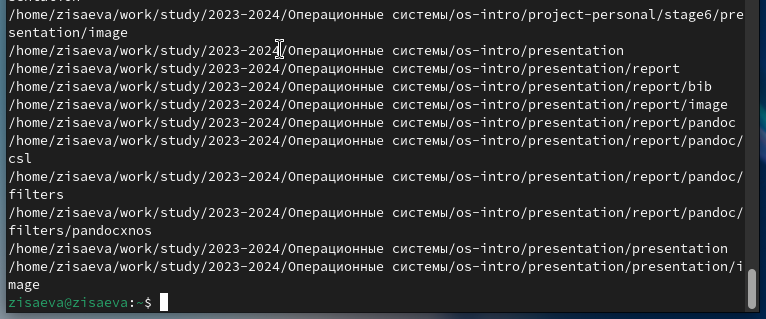 /home/zisaeva/work/study/2023-2024/Операционные системы/os-intro/project-personal/stage6/pre
sentation/image
/home/zisaeva/work/study/2023-2024/Операционные системы/os-intro/presentation
/home/zisaeva/work/study/2023-2024/Операционные системы/os-intro/presentation/report
/home/zisaeva/work/study/2023-2024/Операционные системы/os-intro/presentation/report/bib
/home/zisaeva/work/study/2023-2024/Операционные системы/os-intro/presentation/report/image
/home/zisaeva/work/study/2023-2024/Операционные системы/os-intro/presentation/report/pandoc
/home/zisaeva/work/study/2023-2024/Операционные системы/os-intro/presentation/report/pandoc/
csl
/home/zisaeva/work/study/2023-2024/Операционные системы/os-intro/presentation/report/pandoc/
filters
/home/zisaeva/work/study/2023-2024/Операционные системы/os-intro/presentation/report/pandoc/
filters/pandocxnos
/home/zisaeva/work/study/2023-2024/Операционные системы/os-intro/presentation/presentation
/home/zisaeva/work/study/2023-2024/Операционные системы/os-intro/presentation/presentation/i
mage
zisaeva@zisaeva:~$